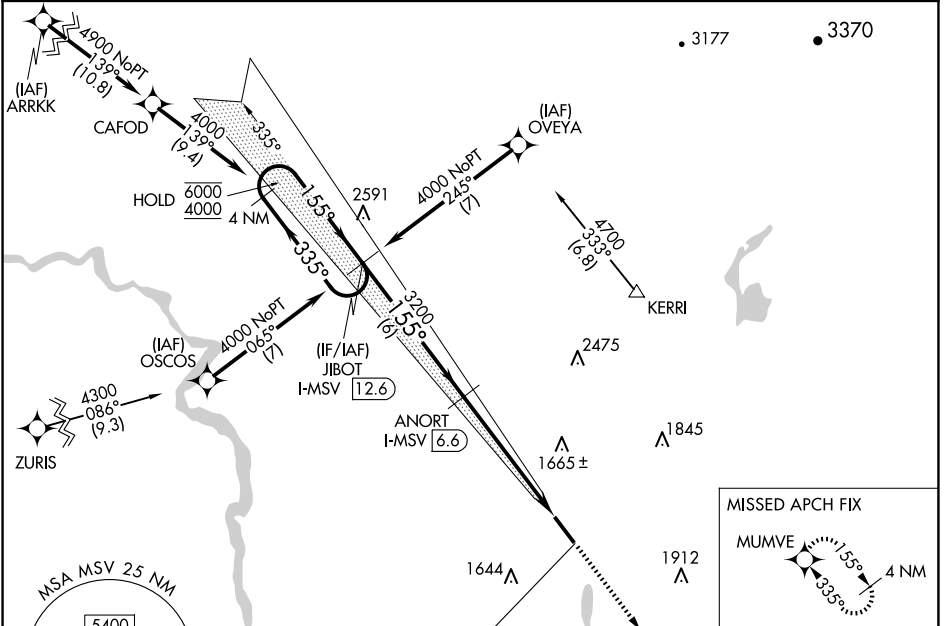 3177
3370
4900 NoPT
139°
(10.8)
(IAF)
ARRKK
CAFOD
4000
139°
(9.4)
335°
(IAF)
OVEYA
4000 NoPT
245°
(7)
HOLD
6000
4000
4 NM
155°
335°
2591
4700
333°
(6.8)
KERRI
4000 NoPT
065°
(7)
(IAF)
OSCOS
3200
155°
(6)
(IF/IAF)
JIBOT
I-MSV 12.6
2475
4300
086°
(9.3)
ZURIS
ANORT
I-MSV 6.6
1665 ±
1845
MISSED APCH FIX
MUMVE
155°
335°
4 NM
1644
1912
MSA MSV 25 NM
5400